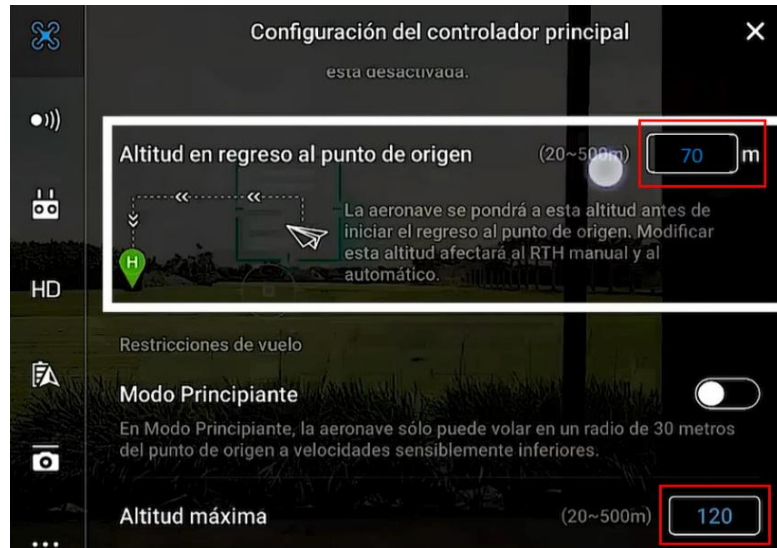 Configuración del controlador principal
está desactivada.
Altitud en regreso al punto de origen (20~500m) 70 m
La aeronave se pondrá a esta altitud antes de
iniciar el regreso al punto de origen. Modificar
esta altitud afectará al RTH manual y al
automático.
H
HD
Restricciones de vuelo
Modo Principiante
En Modo Principiante, la aeronave sólo puede volar en un radio de 30 metros
del punto de origen a velocidades sensiblemente inferiores.
Altitud máxima (20~500m) 120